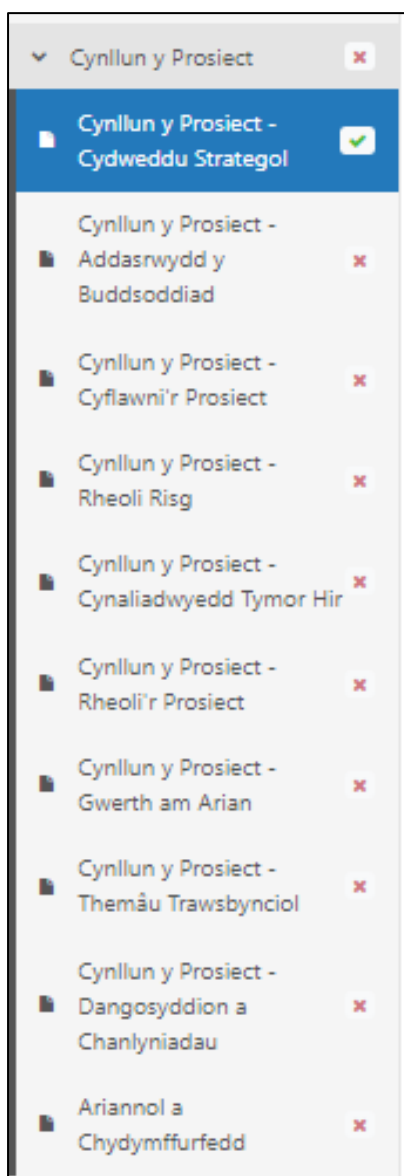 Cynllun y Prosiect
Cynllun y Prosiect -
Cydweddu Strategol
Cynllun y Prosiect -
Addasrwydd y
Buddsoddiad
Cynllun y Prosiect -
Cyflawni'r Prosiect
Cynllun y Prosiect -
Rheoli Risg
Cynllun y Prosiect -
Cynaliadwyedd Tymor Hir
Cynllun y Prosiect -
Rheoli'r Prosiect
Cynllun y Prosiect -
Gwerth am Arian
Cynllun y Prosiect -
Themâu Trawsbynciol
Cynllun y Prosiect -
Dangosyddion a
Chanlyniadau
Ariannol a
Chydymffurfedd